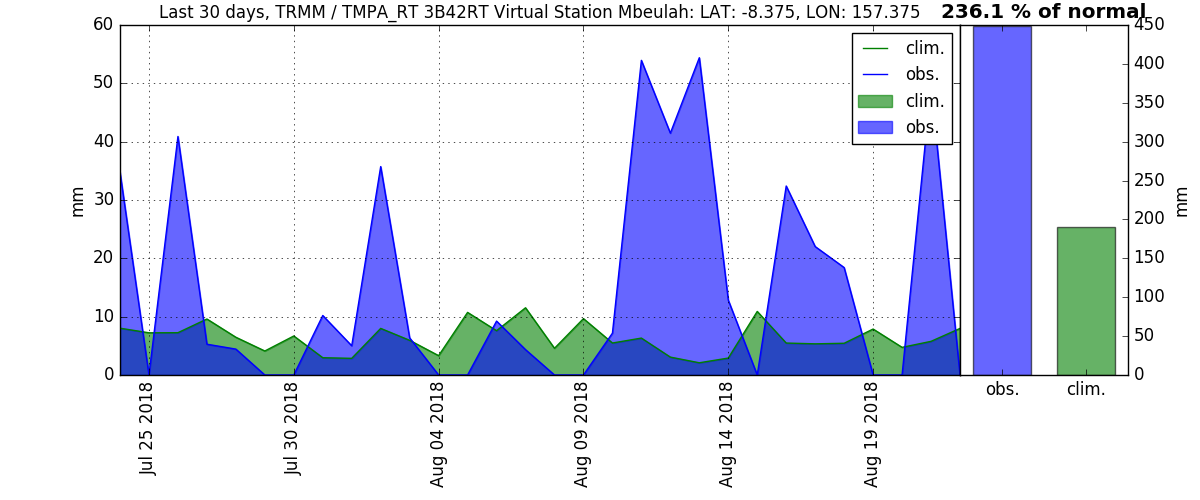 Last 30 days, TRMM / TMPA_RT 3B42RT Virtual Station Mbeulah: LAT: -8.375, LON: 157.375
236.1 % of normal
60
50
40
30
20
10
0
mm
clim.
obs.
clim.
obs.
Jul 25 2018
Jul 30 2018
Aug 04 2018
Aug 09 2018
Aug 14 2018
Aug 19 2018
450
400
350
300
250
200
150
100
50
0
mm
obs.
clim.